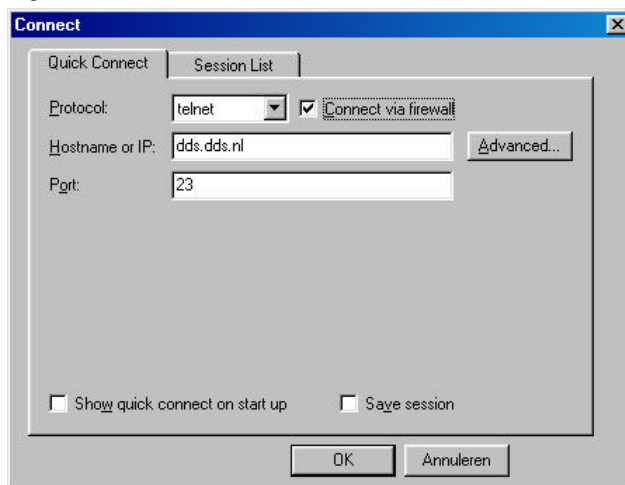 Connect
Quick Connect
Session List
Protocol: telnet Connect via firewall
Hostname or IP: dds.dds.nl Advanced...
Port: 23
Show quick connect on start up Save session
OK Annuleren